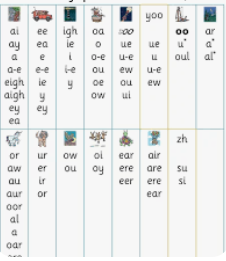 yoo
ai ee igh oa oo oo ar
ay ea ie o ue ue u* a*
a e i o-e u-e u oul al*
a-e e-e i-e ou ew u-e
eigh ie y oe ou ew
aigh y ow ui
ey ey
ea
zh
or ur ow oi ear air
aw er ou oy ere are su
au ir eer ere si
aur or ear
oor
al
a
oar